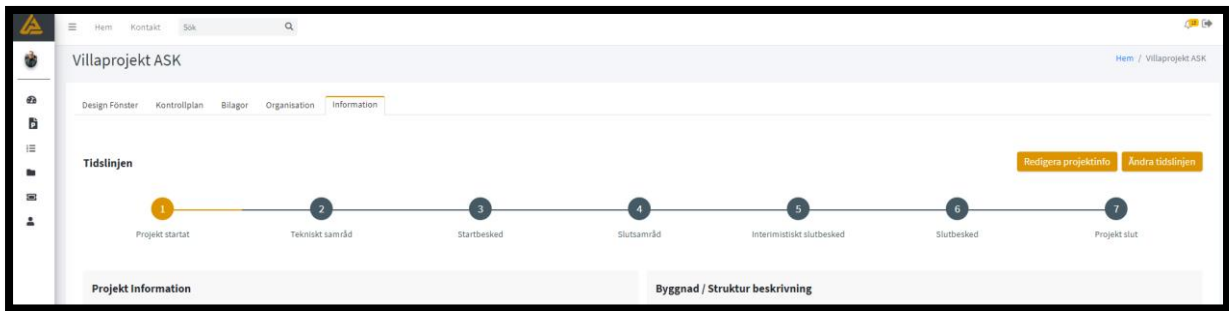 Hem Kontakt Sök
Villaprojekt ASK
Hem / Villaprojekt ASK
Design Fönster Kontrollplan Bilagor Organisation Information
Tidslinjen
Redigera projektinfo Ändra tidslinjen
1 2 3 4 5 6 7
Projekt startat Tekniskt samråd Startbesked Slutsamråd Interimistiskt slutbesked Slutbesked Projekt slut
Projekt Information Byggnad / Struktur beskrivning